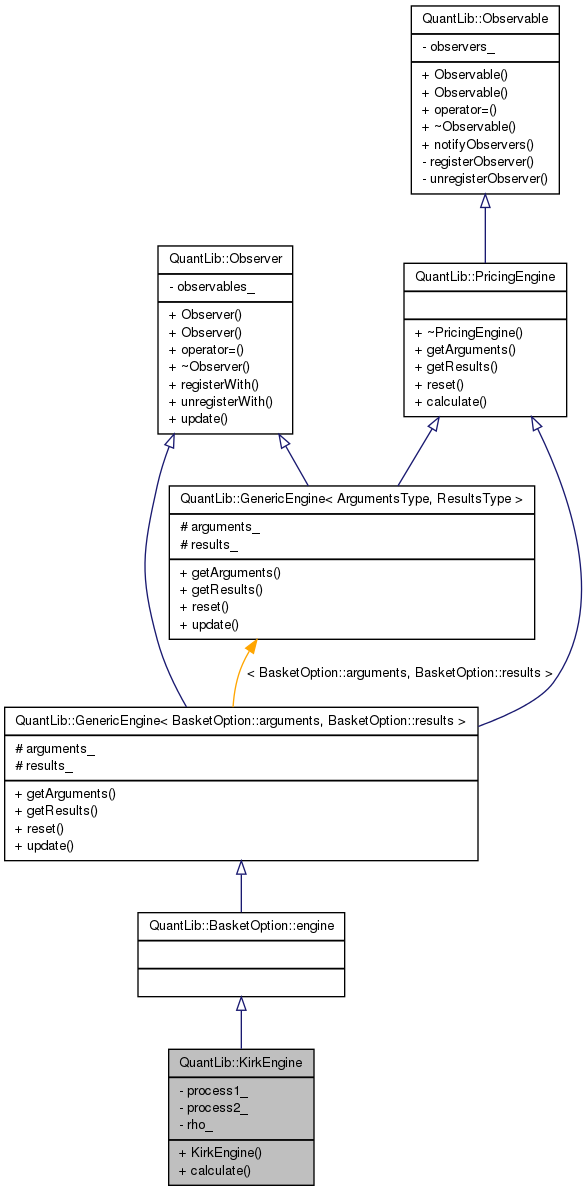 QuantLib::Observable
- observers_
+ Observable()
+ Observable()
+ operator=()
+ ~Observable()
+ notifyObservers()
- registerObserver()
- unregisterObserver()
QuantLib::Observer
- observables_
+ Observer()
+ Observer()
+ operator=()
+ ~Observer()
+ registerWith()
+ unregisterWith()
+ update()
QuantLib::PricingEngine
+ ~PricingEngine()
+ getArguments()
+ getResults()
+ reset()
+ calculate()
QuantLib::GenericEngine< ArgumentsType, ResultsType >
# arguments_
# results_
+ getArguments()
+ getResults()
+ reset()
+ update()
< BasketOption::arguments, BasketOption::results >
QuantLib::GenericEngine< BasketOption::arguments, BasketOption::results >
# arguments_
# results_
+ getArguments()
+ getResults()
+ reset()
+ update()
QuantLib::BasketOption::engine
QuantLib::KirkEngine
- process1_
- process2_
- rho_
+ KirkEngine()
+ calculate()